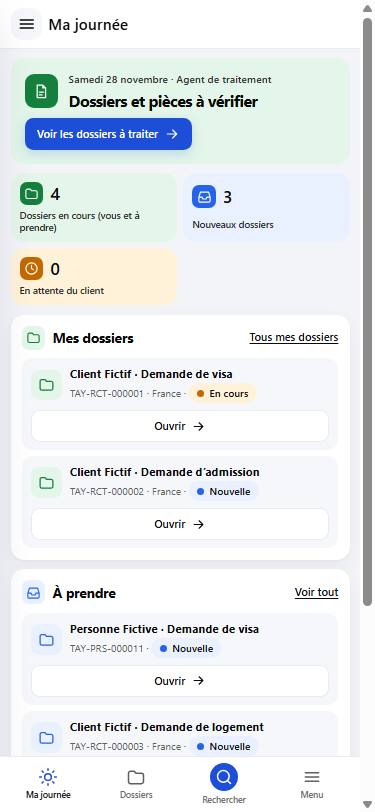 Ma journée
Samedi 28 novembre · Agent de traitement
Dossiers et pièces à vérifier
Voir les dossiers à traiter →
4
Dossiers en cours (vous et à
prendre)
3
Nouveaux dossiers
0
En attente du client
Mes dossiers
Tous mes dossiers
Client Fictif · Demande de visa
TAY-RCT-000001 · France · En cours
Ouvrir →
Client Fictif · Demande d'admission
TAY-RCT-000002 · France · Nouvelle
Ouvrir →
À prendre
Voir tout
Personne Fictive · Demande de visa
TAY-PRS-000011 · Nouvelle
Ouvrir →
Client Fictif · Demande de logement
TAY-RCT-000003 · France · Nouvelle
Ma journée
Dossiers
Rechercher
Menu